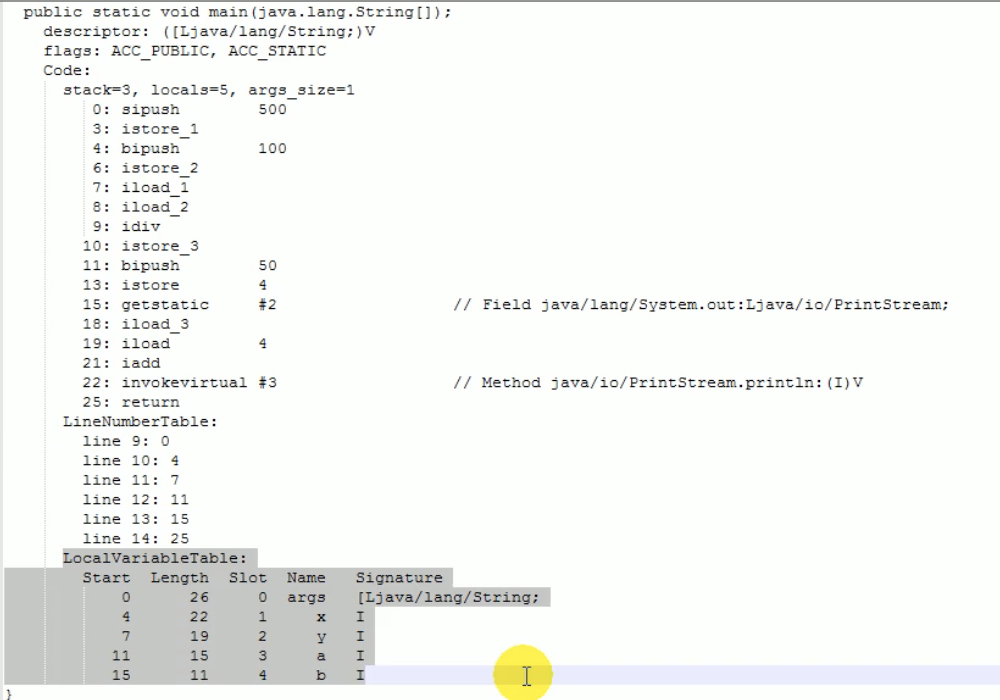 public static void main(java.lang.String[]);
descriptor: ([Ljava/lang/String;)V
flags: ACC_PUBLIC, ACC_STATIC
Code:
stack=3, locals=5, args_size=1
0: sipush 500
3: istore_1
4: bipush 100
6: istore_2
7: iload_1
8: iload_2
9: idiv
10: istore_3
11: bipush 50
13: istore 4
15: getstatic #2 // Field java/lang/System.out:Ljava/io/PrintStream;
18: iload_3
19: iload 4
21: iadd
22: invokevirtual #3 // Method java/io/PrintStream.println:(I)V
25: return
LineNumberTable:
line 9: 0
line 10: 4
line 11: 7
line 12: 11
line 13: 15
line 14: 25
LocalVariableTable:
Start Length Slot Name Signature
0 26 0 args [Ljava/lang/String;
4 22 1 x I
7 19 2 y I
11 15 3 a I
15 11 4 b I
}